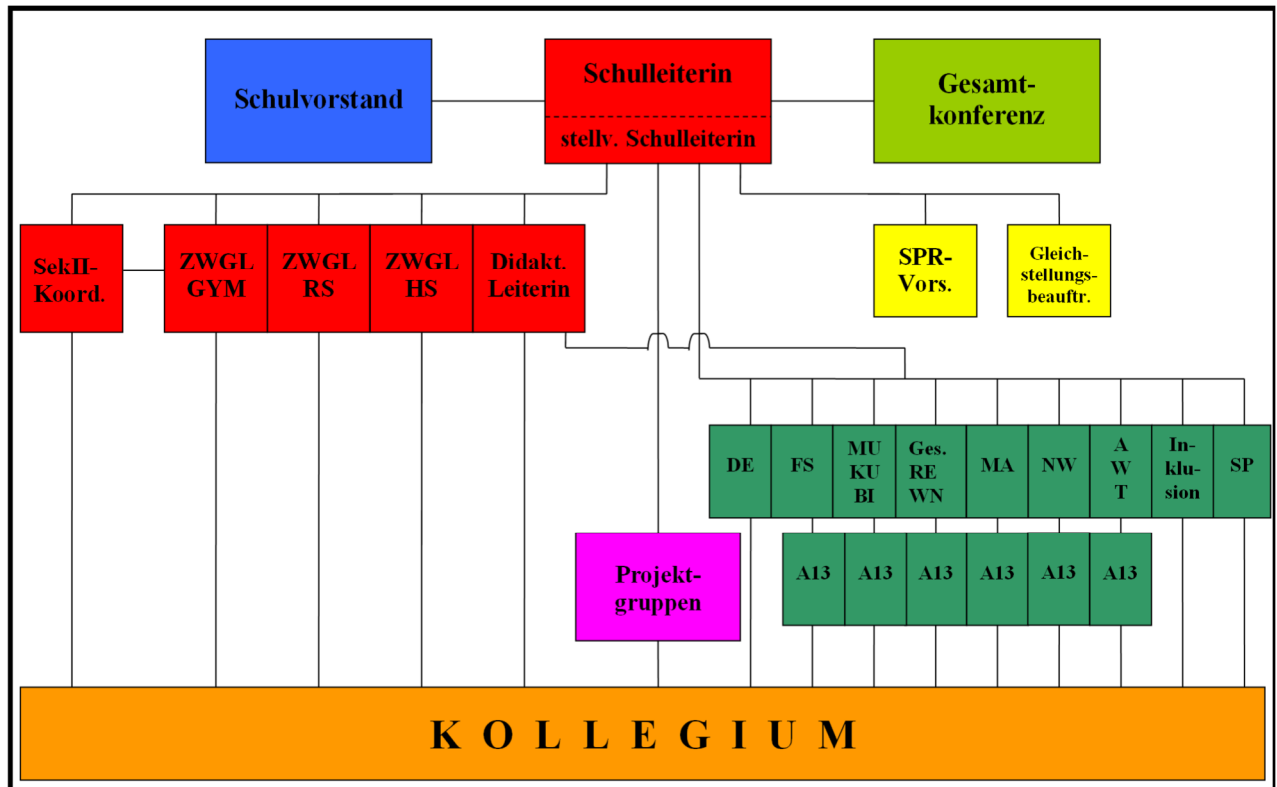 Schulvorstand
Schulleiterin
stellv. Schulleiterin
Gesamt-
konferenz
SekII-
Koord.
ZWGL
GYM
ZWGL
RS
ZWGL
HS
Didakt.
Leiterin
SPR-
Vors.
Gleich-
stellungs-
beauftr.
DE
FS
MU
KU
BI
Ges.
RE
WN
MA
NW
A
W
T
In-
klu-
sion
SP
Projekt-
gruppen
A13
A13
A13
A13
A13
A13
K O L L E G I U M